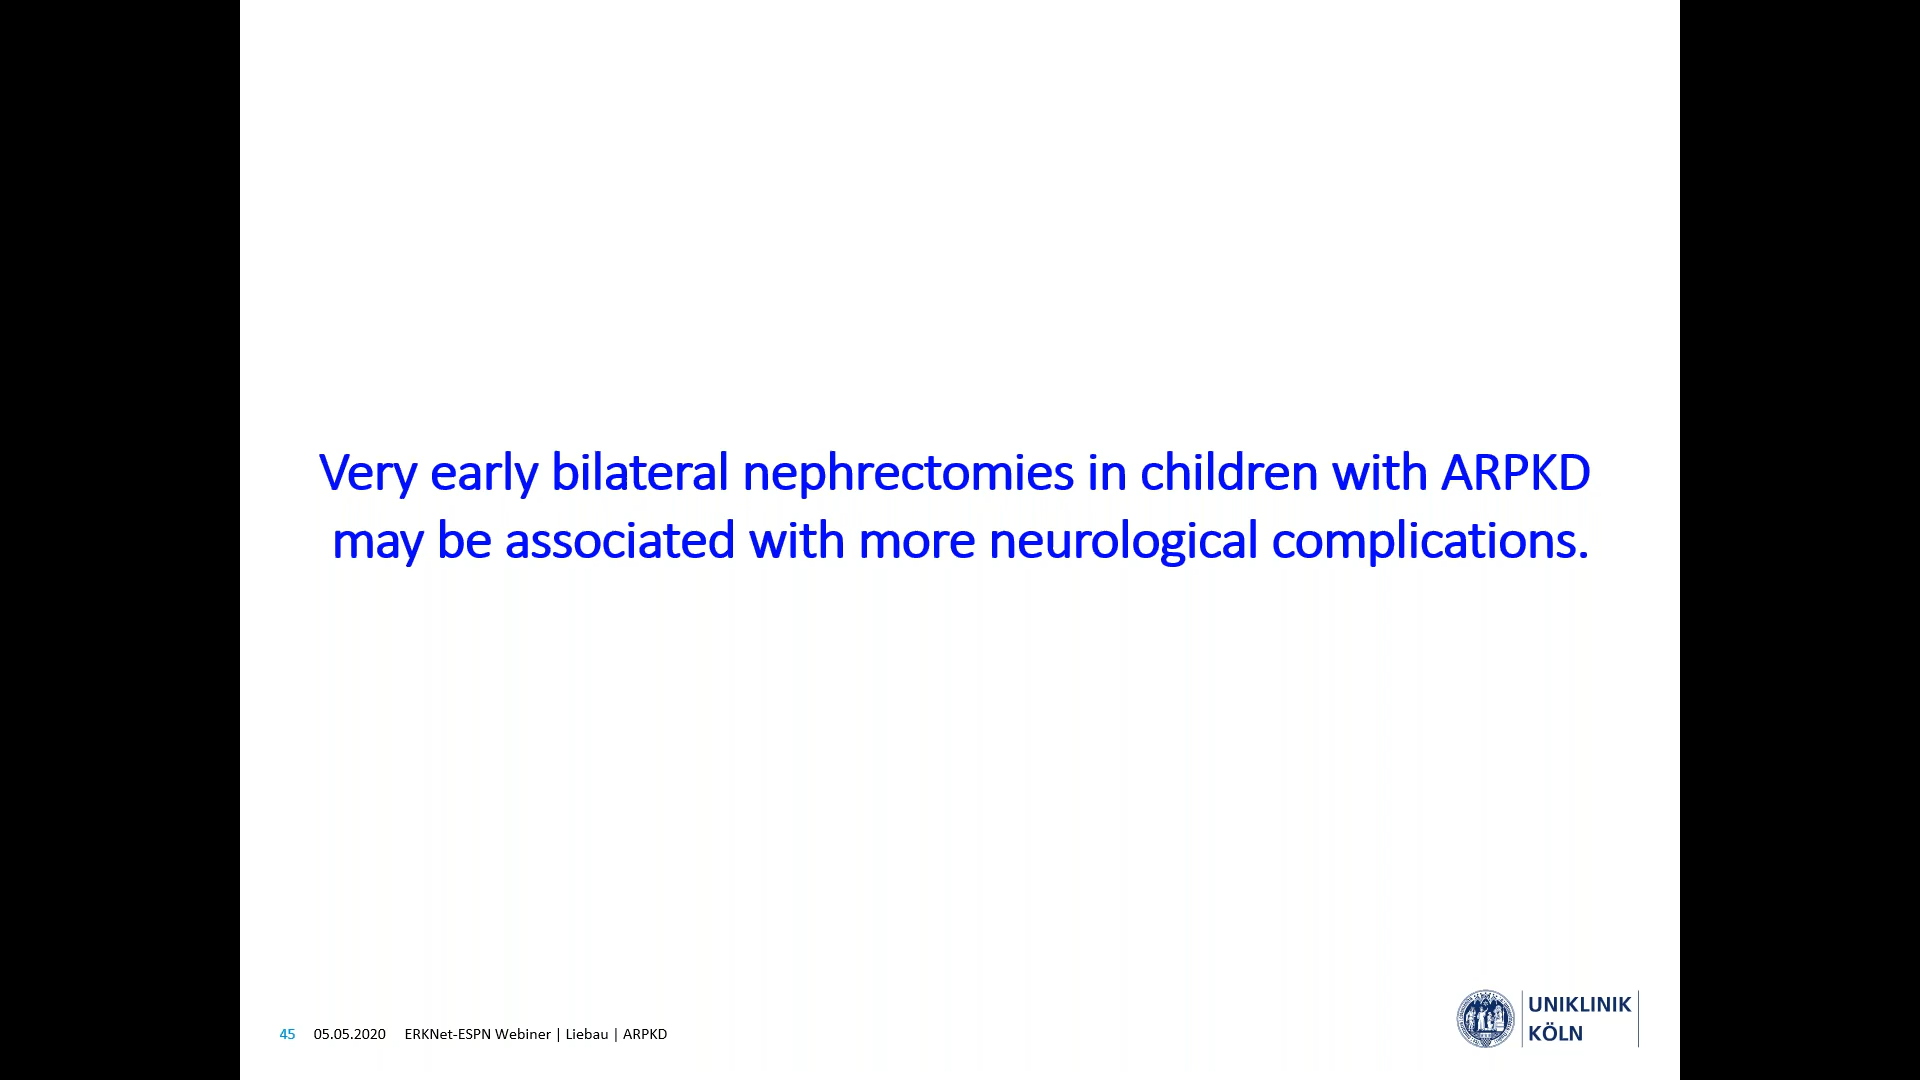 Very early bilateral nephrectomies in children with ARPKD
may be associated with more neurological complications.
45 05.05.2020 ERKNet-ESPN Webiner | Liebau | ARPKD
UNIKLINIK
KÖLN